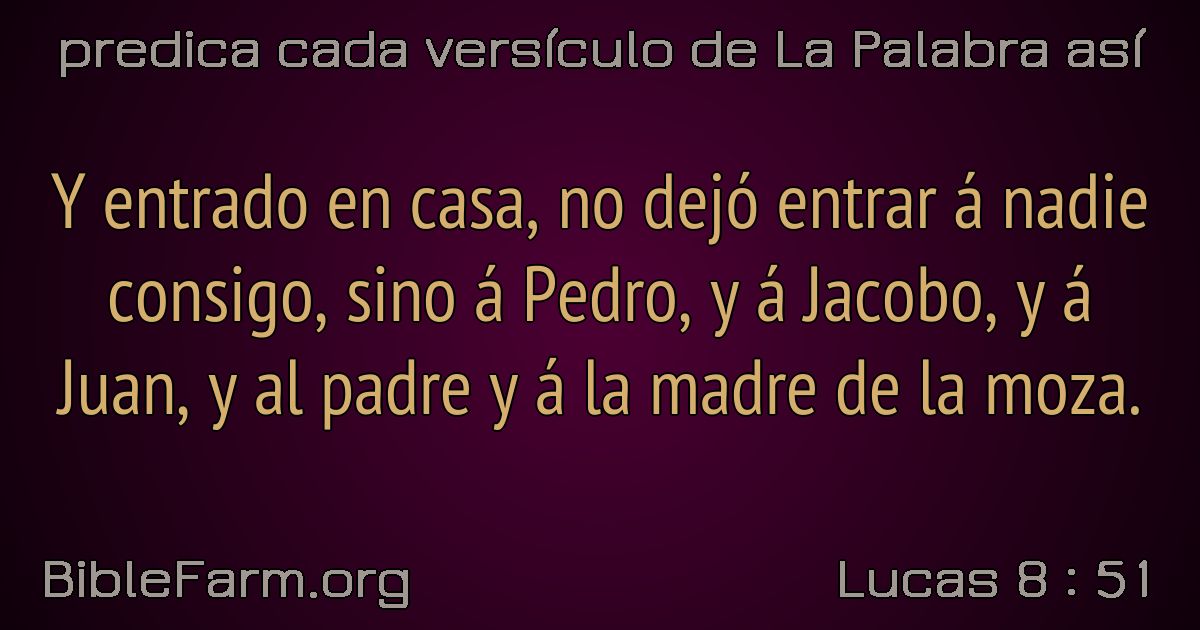 predica cada versículo de La Palabra así
Y entrado en casa, no dejó entrar á nadie
consigo, sino á Pedro, y á Jacobo, y á
Juan, y al padre y á la madre de la moza.
BibleFarm.org
Lucas 8 : 51